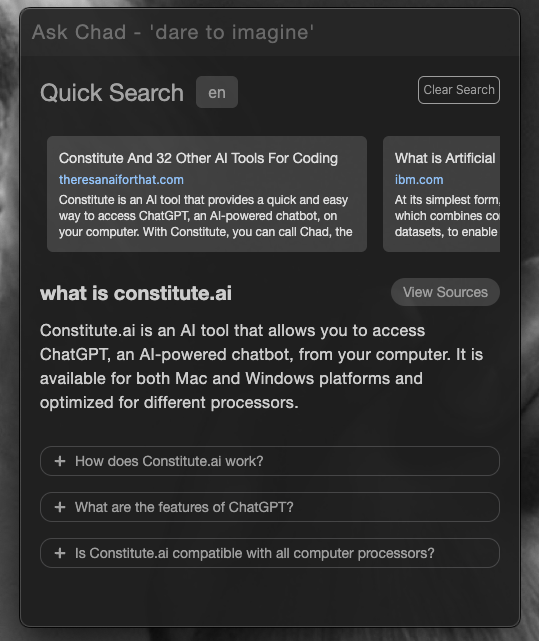 Ask Chad - 'dare to imagine'
Quick Search
en
Clear Search
Constitute And 32 Other AI Tools For Coding
theresanaiforthat.com
Constitute is an AI tool that provides a quick and easy
way to access ChatGPT, an AI-powered chatbot, on
your computer. With Constitute, you can call Chad, the
What is Artificial
ibm.com
At its simplest form,
which combines co
datasets, to enable
what is constitute.ai
View Sources
Constitute.ai is an AI tool that allows you to access
ChatGPT, an AI-powered chatbot, from your computer. It is
available for both Mac and Windows platforms and
optimized for different processors.
+ How does Constitute.ai work?
+ What are the features of ChatGPT?
+ Is Constitute.ai compatible with all computer processors?